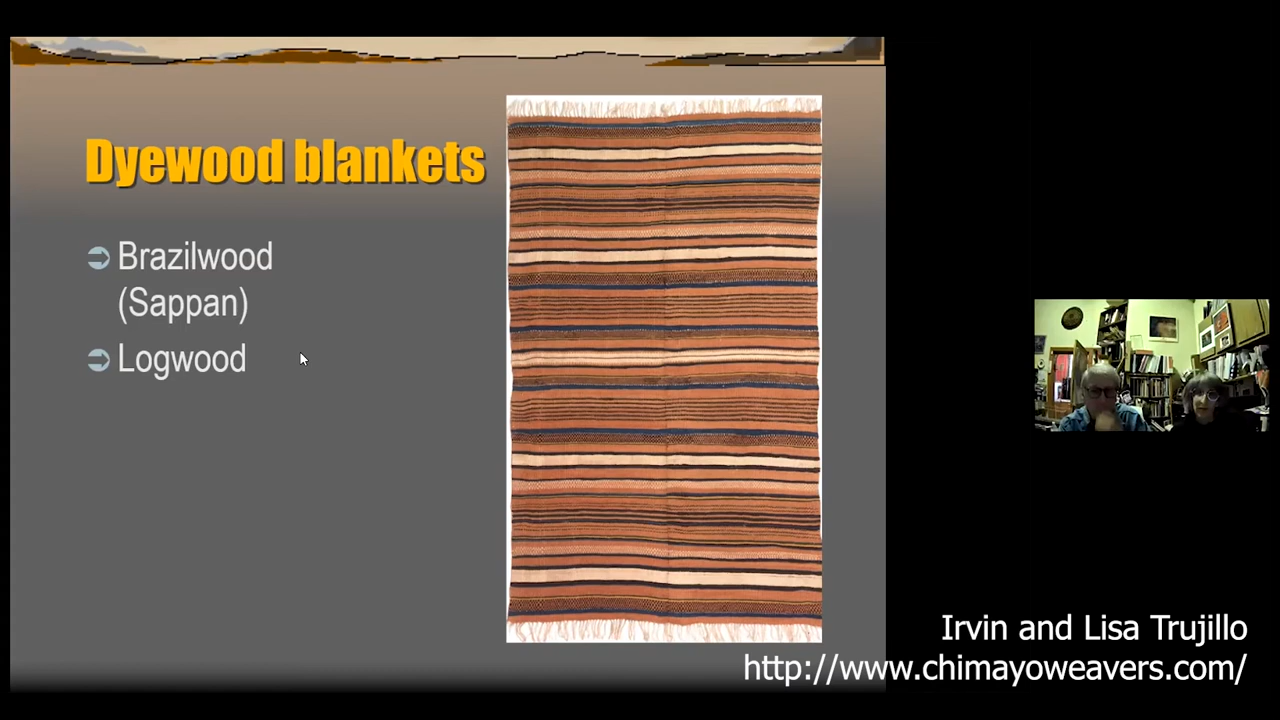 Dyewood blankets
Brazilwood
(Sappan)
Logwood
Irvin and Lisa Trujillo
http://www.chimayoweavers.com/